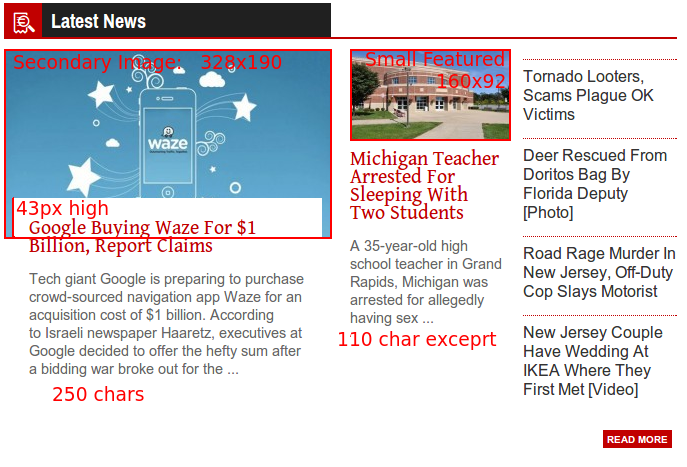 Latest News
Secondary Image: 328x190
waze
43px high
Google Buying Waze For $1
Billion, Report Claims
Tech giant Google is preparing to purchase
crowd-sourced navigation app Waze for an
acquisition cost of $1 billion. According
to Israeli newspaper Haaretz, executives at
Google decided to offer the hefty sum after
a bidding war broke out for the ...
250 chars
Small Featured
160x92
Michigan Teacher
Arrested For
Sleeping With
Two Students
A 35-year-old high
school teacher in Grand
Rapids, Michigan was
arrested for allegedly
having sex ...
110 char exceprt
Tornado Looters,
Scams Plague OK
Victims
Deer Rescued From
Doritos Bag By
Florida Deputy
[Photo]
Road Rage Murder In
New Jersey, Off-Duty
Cop Slays Motorist
New Jersey Couple
Have Wedding At
IKEA Where They
First Met [Video]
READ MORE